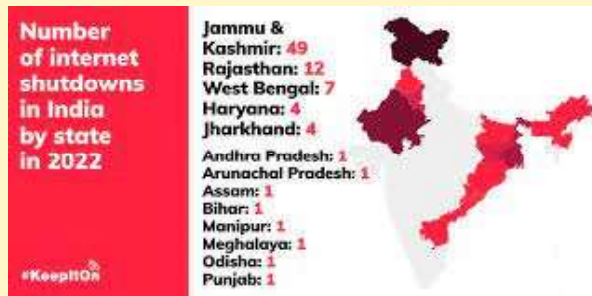 Number
of internet
shutdowns
in India
by state
in 2022
#KeepItOn
Jammu &
Kashmir: 49
Rajasthan: 12
West Bengal: 7
Haryana: 4
Jharkhand: 4
Andhra Pradesh: 1
Arunachal Pradesh: 1
Assam: 1
Bihar: 1
Manipur: 1
Meghalaya: 1
Odisha: 1
Punjab: 1